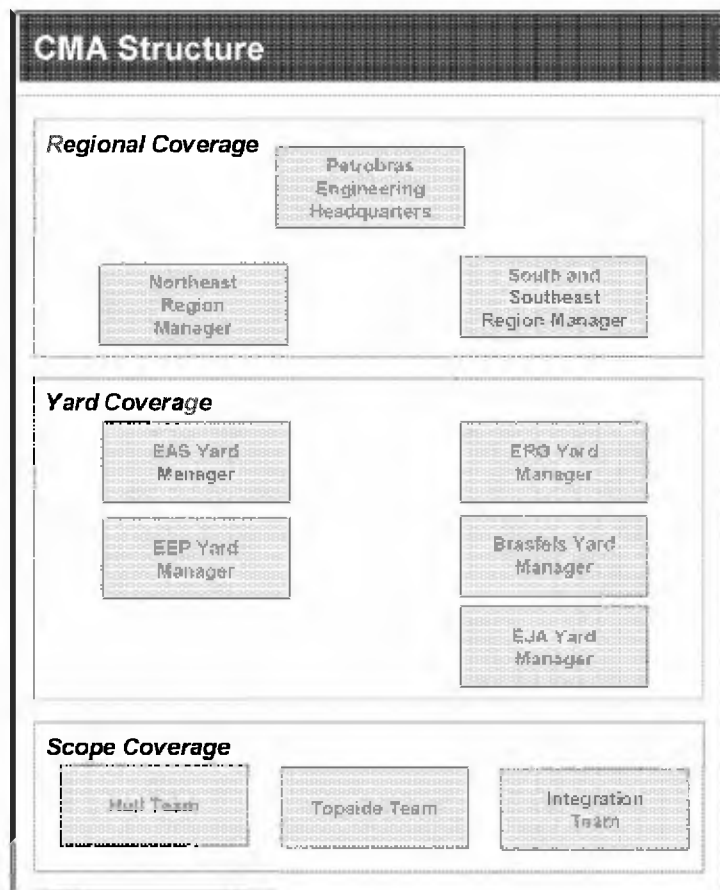 CMA Structure
Regional Coverage
Petrobras
Engineering
Headquarters
Northeast
Region
Manager
South and
Southeast
Region Manager
Yard Coverage
EAS Yard
Manager
ERG Yard
Manager
EEP Yard
Manager
Brasfels Yard
Manager
EJA Yard
Manager
Scope Coverage
Hull Team
Topside Team
Integration
Team